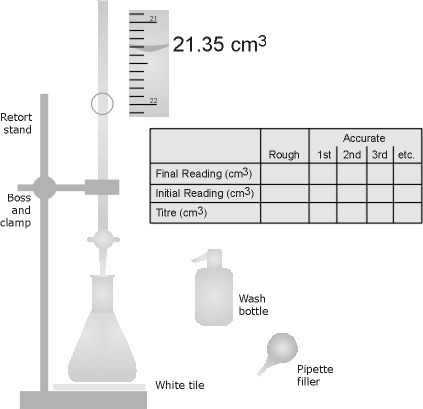 21
21.35 cm3
22
Retort
stand
Accurate
Rough 1st 2nd 3rd etc.
Final Reading (cm3)
Initial Reading (cm3)
Titre (cm3)
Boss
and
clamp
Wash
bottle
Pipette
filler
White tile